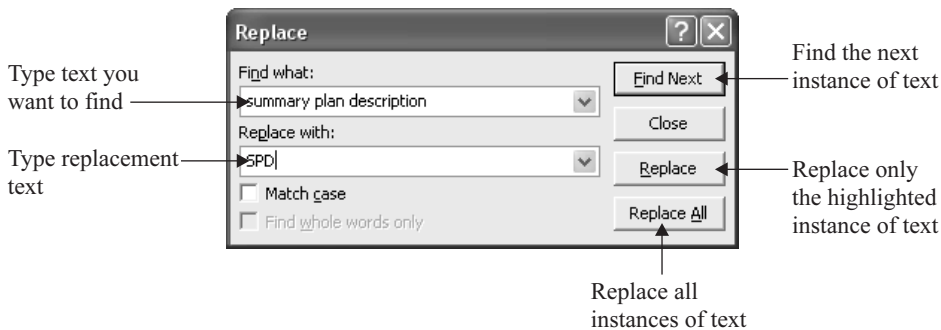 Replace
Type text you
want to find
Find what:
summary plan description
Find Next
Find the next
instance of text
Close
Type replacement
text
Replace with:
SPD
Replace
Replace only
the highlighted
instance of text
Match case
Find whole words only
Replace All
Replace all
instances of text